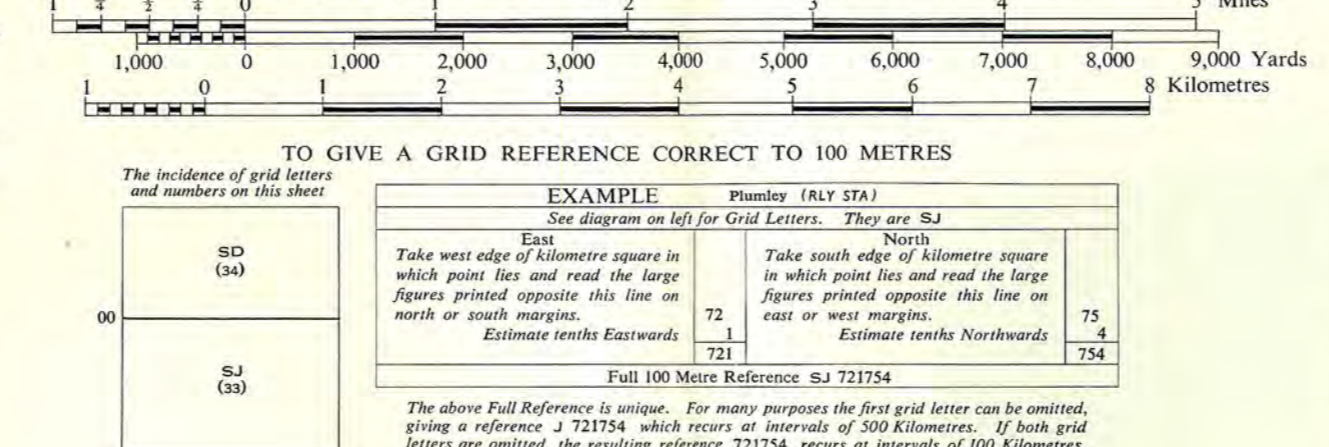 1 ¾ ½ ¼ 0 1 2 3 4 5 Miles
1,000 0 1,000 2,000 3,000 4,000 5,000 6,000 7,000 8,000 9,000 Yards
1 0 1 2 3 4 5 6 7 8 Kilometres
TO GIVE A GRID REFERENCE CORRECT TO 100 METRES
The incidence of grid letters
and numbers on this sheet
SD
(34)
00
SJ
(33)
EXAMPLE Plumley (RLY STA)
See diagram on left for Grid Letters. They are SJ
East
Take west edge of kilometre square in
which point lies and read the large
figures printed opposite this line on
north or south margins. 72
Estimate tenths Eastwards 1
721
North
Take south edge of kilometre square
in which point lies and read the large
figures printed opposite this line on
east or west margins. 75
Estimate tenths Northwards 4
754
Full 100 Metre Reference SJ 721754
The above Full Reference is unique. For many purposes the first grid letter can be omitted,
giving a reference J 721754 which recurs at intervals of 500 Kilometres. If both grid
letters are omitted, the resulting reference 721754 recurs at intervals of 100 Kilometres.